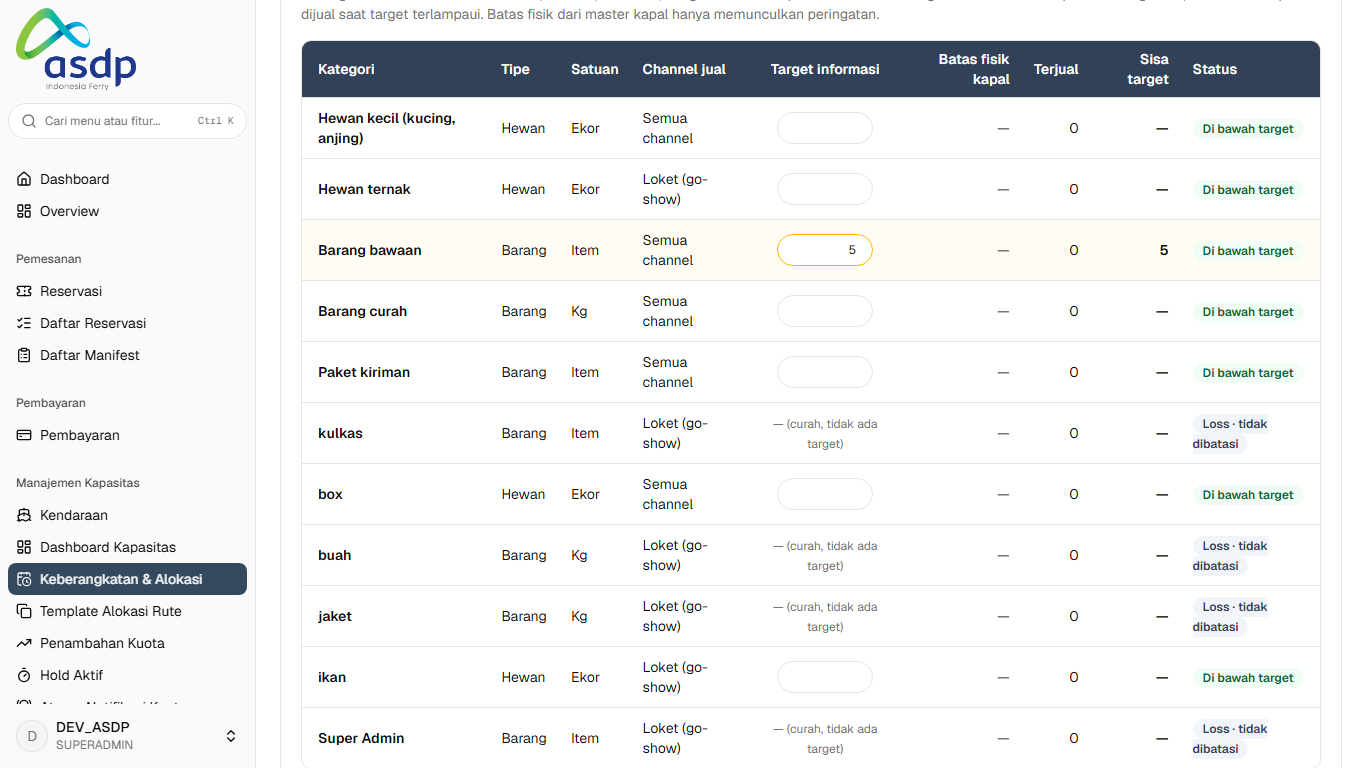 asdp
Indonesia Ferry
Cari menu atau fitur... Ctrl K
Dashboard
Overview
Pemesanan
Reservasi
Daftar Reservasi
Daftar Manifest
Pembayaran
Pembayaran
Manajemen Kapasitas
Kendaraan
Dashboard Kapasitas
Keberangkatan & Alokasi
Template Alokasi Rute
Penambahan Kuota
Hold Aktif
D
DEV_ASDP
SUPERADMIN
dijual saat target terlampaui. Batas fisik dari master kapal hanya memunculkan peringatan.
Kategori Tipe Satuan Channel jual Target informasi Batas fisik kapal Terjual Sisa target Status
Hewan kecil (kucing, anjing) Hewan Ekor Semua channel — 0 — Di bawah target
Hewan ternak Hewan Ekor Loket (go-show) — 0 — Di bawah target
Barang bawaan Barang Item Semua channel 5 — 0 5 Di bawah target
Barang curah Barang Kg Semua channel — 0 — Di bawah target
Paket kiriman Barang Item Semua channel — 0 — Di bawah target
kulkas Barang Item Loket (go-show) — (curah, tidak ada target) — 0 — Loss · tidak dibatasi
box Hewan Ekor Semua channel — 0 — Di bawah target
buah Barang Kg Loket (go-show) — (curah, tidak ada target) — 0 — Loss · tidak dibatasi
jaket Barang Kg Loket (go-show) — (curah, tidak ada target) — 0 — Loss · tidak dibatasi
ikan Hewan Ekor Loket (go-show) — 0 — Di bawah target
Super Admin Barang Item Loket (go-show) — (curah, tidak ada target) — 0 — Loss · tidak dibatasi